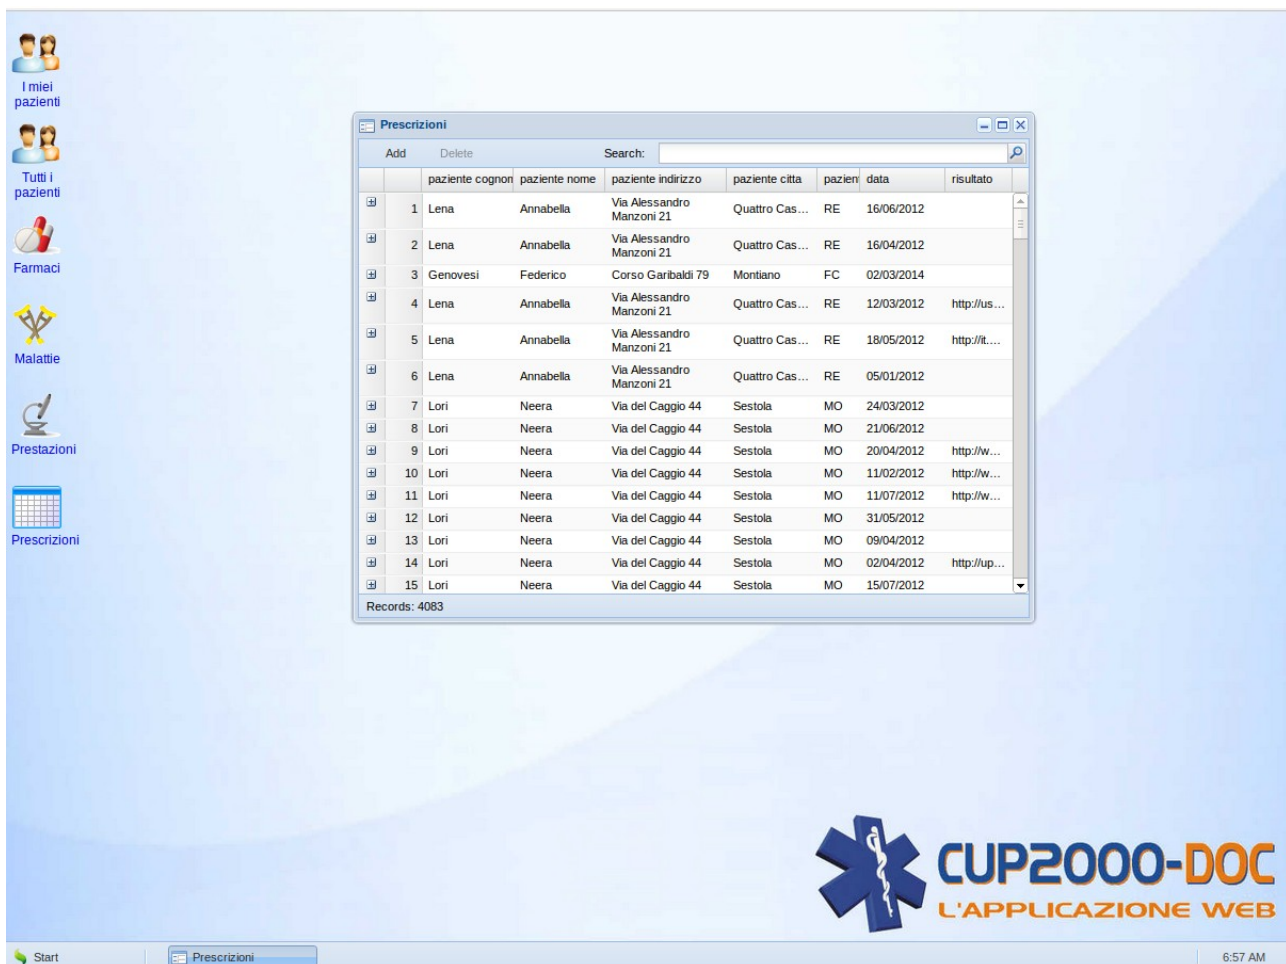 I miei
pazienti
Tutti i
pazienti
Farmaci
Malattie
Prestazioni
Prescrizioni
Prescrizioni
Add Delete Search:
paziente cognon paziente nome paziente indirizzo paziente citta pazien data risultato
1 Lena Annabella Via Alessandro Manzoni 21 Quattro Cas... RE 16/06/2012
2 Lena Annabella Via Alessandro Manzoni 21 Quattro Cas... RE 16/04/2012
3 Genovesi Federico Corso Garibaldi 79 Montiano FC 02/03/2014
4 Lena Annabella Via Alessandro Manzoni 21 Quattro Cas... RE 12/03/2012 http://us...
5 Lena Annabella Via Alessandro Manzoni 21 Quattro Cas... RE 18/05/2012 http://it....
6 Lena Annabella Via Alessandro Manzoni 21 Quattro Cas... RE 05/01/2012
7 Lori Neera Via del Caggio 44 Sestola MO 24/03/2012
8 Lori Neera Via del Caggio 44 Sestola MO 21/06/2012
9 Lori Neera Via del Caggio 44 Sestola MO 20/04/2012 http://w...
10 Lori Neera Via del Caggio 44 Sestola MO 11/02/2012 http://w...
11 Lori Neera Via del Caggio 44 Sestola MO 11/07/2012 http://w...
12 Lori Neera Via del Caggio 44 Sestola MO 31/05/2012
13 Lori Neera Via del Caggio 44 Sestola MO 09/04/2012
14 Lori Neera Via del Caggio 44 Sestola MO 02/04/2012 http://up...
15 Lori Neera Via del Caggio 44 Sestola MO 15/07/2012
Records: 4083
CUP2000-DOC
L'APPLICAZIONE WEB
Start Prescrizioni 6:57 AM